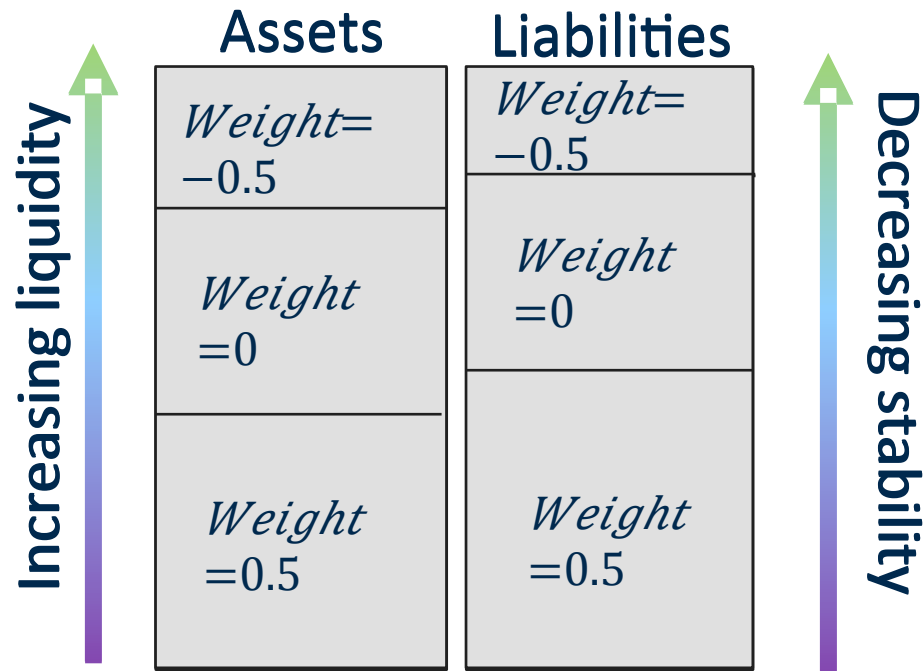 Assets
Liabilities
Increasing liquidity
Weight=
−0.5
Weight
=0
Weight
=0.5
Weight=
−0.5
Weight
=0
Weight
=0.5
Decreasing stability